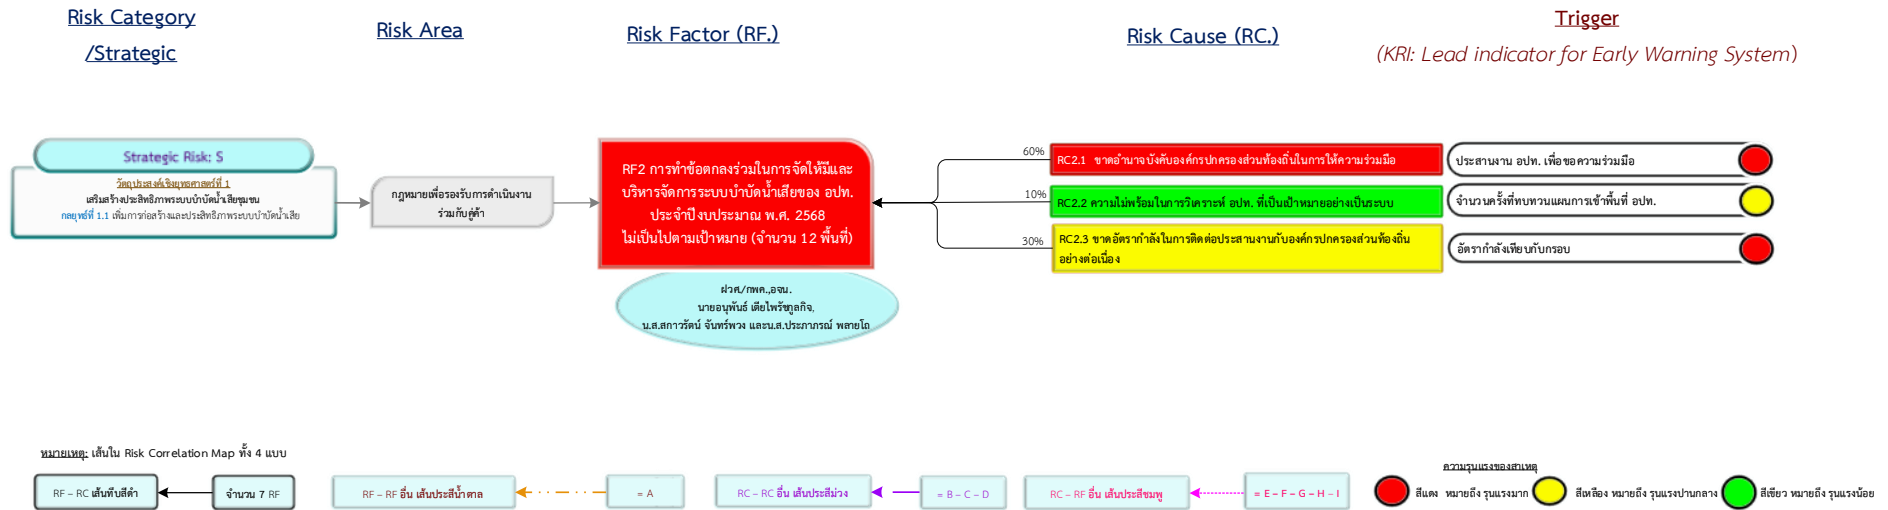 Risk Category
/Strategic
Risk Area
Risk Factor (RF.)
Risk Cause (RC.)
Trigger
(KRI: Lead indicator for Early Warning System)
Strategic Risk: S
วัตถุประสงค์เชิงยุทธศาสตร์ที่ 1
เสริมสร้างประสิทธิภาพระบบบำบัดน้ำเสียชุมชน
กลยุทธ์ที่ 1.1 เพิ่มการก่อสร้างและประสิทธิภาพระบบบำบัดน้ำเสีย
กฎหมายเพื่อรองรับการดำเนินงาน
ร่วมกับคู่ค้า
RF2 การทำข้อตกลงร่วมในการจัดให้มีและ
บริหารจัดการระบบบำบัดน้ำเสียของ อปท.
ประจำปีงบประมาณ พ.ศ. 2568
ไม่เป็นไปตามเป้าหมาย (จำนวน 12 พื้นที่)
ฝวศ./กพค.,อจน.
นายอนุพันธ์ เตียไพรัชกูลกิจ,
น.ส.สกาวรัตน์ จันทร์พวง และน.ส.ประภาภรณ์ พลายโถ
60%
RC2.1 ขาดอำนาจบังคับองค์กรปกครองส่วนท้องถิ่นในการให้ความร่วมมือ
ประสานงาน อปท. เพื่อขอความร่วมมือ
10%
RC2.2 ความไม่พร้อมในการวิเคราะห์ อปท. ที่เป็นเป้าหมายอย่างเป็นระบบ
จำนวนครั้งที่ทบทวนแผนการเข้าพื้นที่ อปท.
30%
RC2.3 ขาดอัตรากำลังในการติดต่อประสานงานกับองค์กรปกครองส่วนท้องถิ่น
อย่างต่อเนื่อง
อัตรากำลังเทียบกับกรอบ
หมายเหตุ: เส้นใน Risk Correlation Map ทั้ง 4 แบบ
RF – RC เส้นทึบสีดำ
จำนวน 7 RF
RF – RF อื่น เส้นประสีน้ำตาล
= A
RC – RC อื่น เส้นประสีม่วง
= B – C – D
RC – RF อื่น เส้นประสีชมพู
= E – F – G – H – I
ความรุนแรงของสาเหตุ
สีแดง หมายถึง รุนแรงมาก
สีเหลือง หมายถึง รุนแรงปานกลาง
สีเขียว หมายถึง รุนแรงน้อย